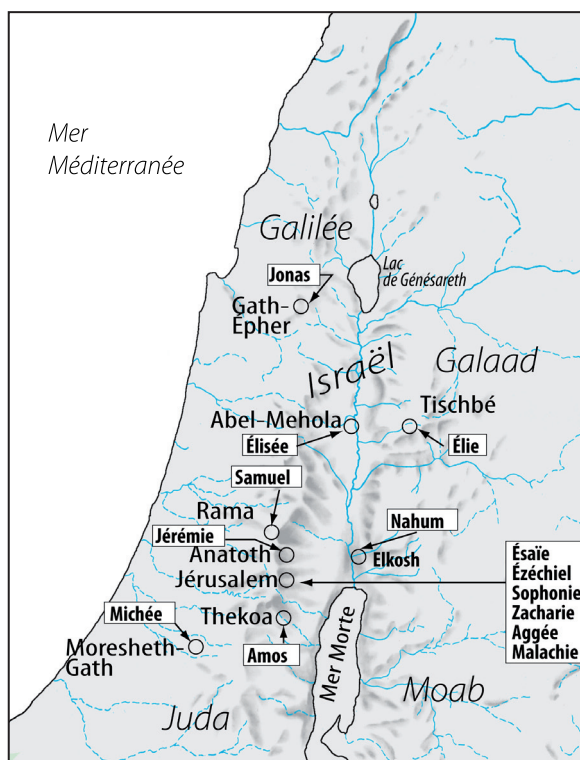 Mer
Méditerranée
Galilée
Lac
de Génésareth
Jonas
Gath-
Épher
Israël
Galaad
Tischbé
Abel-Mehola
Élisée
Élie
Samuel
Rama
Nahum
Jérémie
Anatoth
Elkosh
Jérusalem
Ésaïe
Ézéchiel
Sophonie
Zacharie
Aggée
Malachie
Michée
Thekoa
Moresheth-
Gath
Amos
Mer Morte
Moab
Juda